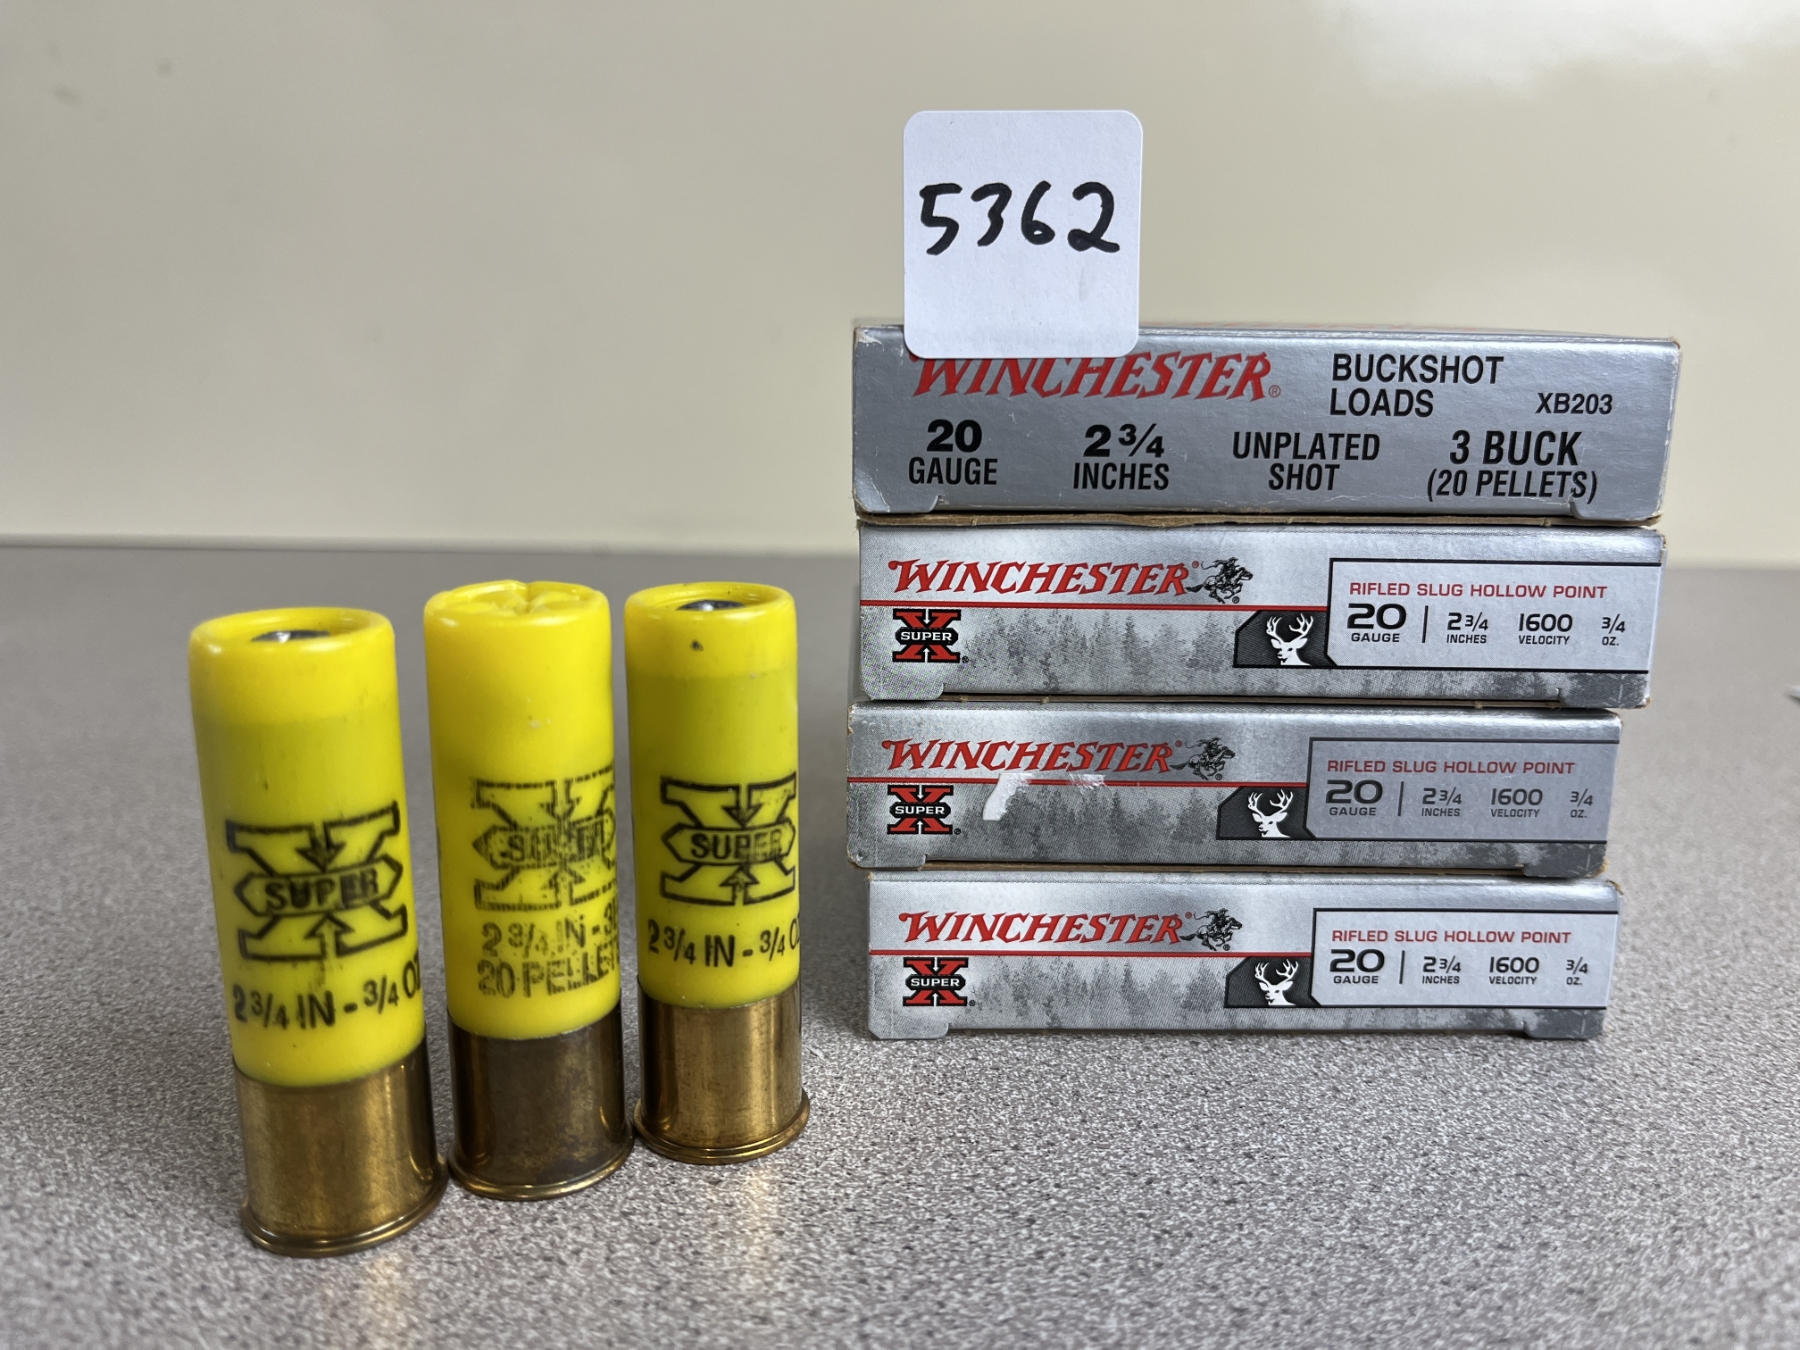 5362
WINCHESTER®
BUCKSHOT
LOADS
XB203
20
GAUGE
2 3/4
INCHES
UNPLATED
SHOT
3 BUCK
(20 PELLETS)
WINCHESTER®
SUPER X®
RIFLED SLUG HOLLOW POINT
20 | 2 3/4 1600 3/4
GAUGE INCHES VELOCITY OZ.
WINCHESTER®
SUPER X®
RIFLED SLUG HOLLOW POINT
20 | 2 3/4 1600 3/4
GAUGE INCHES VELOCITY OZ.
WINCHESTER®
SUPER X®
RIFLED SLUG HOLLOW POINT
20 | 2 3/4 1600 3/4
GAUGE INCHES VELOCITY OZ.
SUPER X
2 3/4 IN - 3/4
SUPER X
2 3/4 IN -
20
SUPER X
2 3/4 IN - 3/4